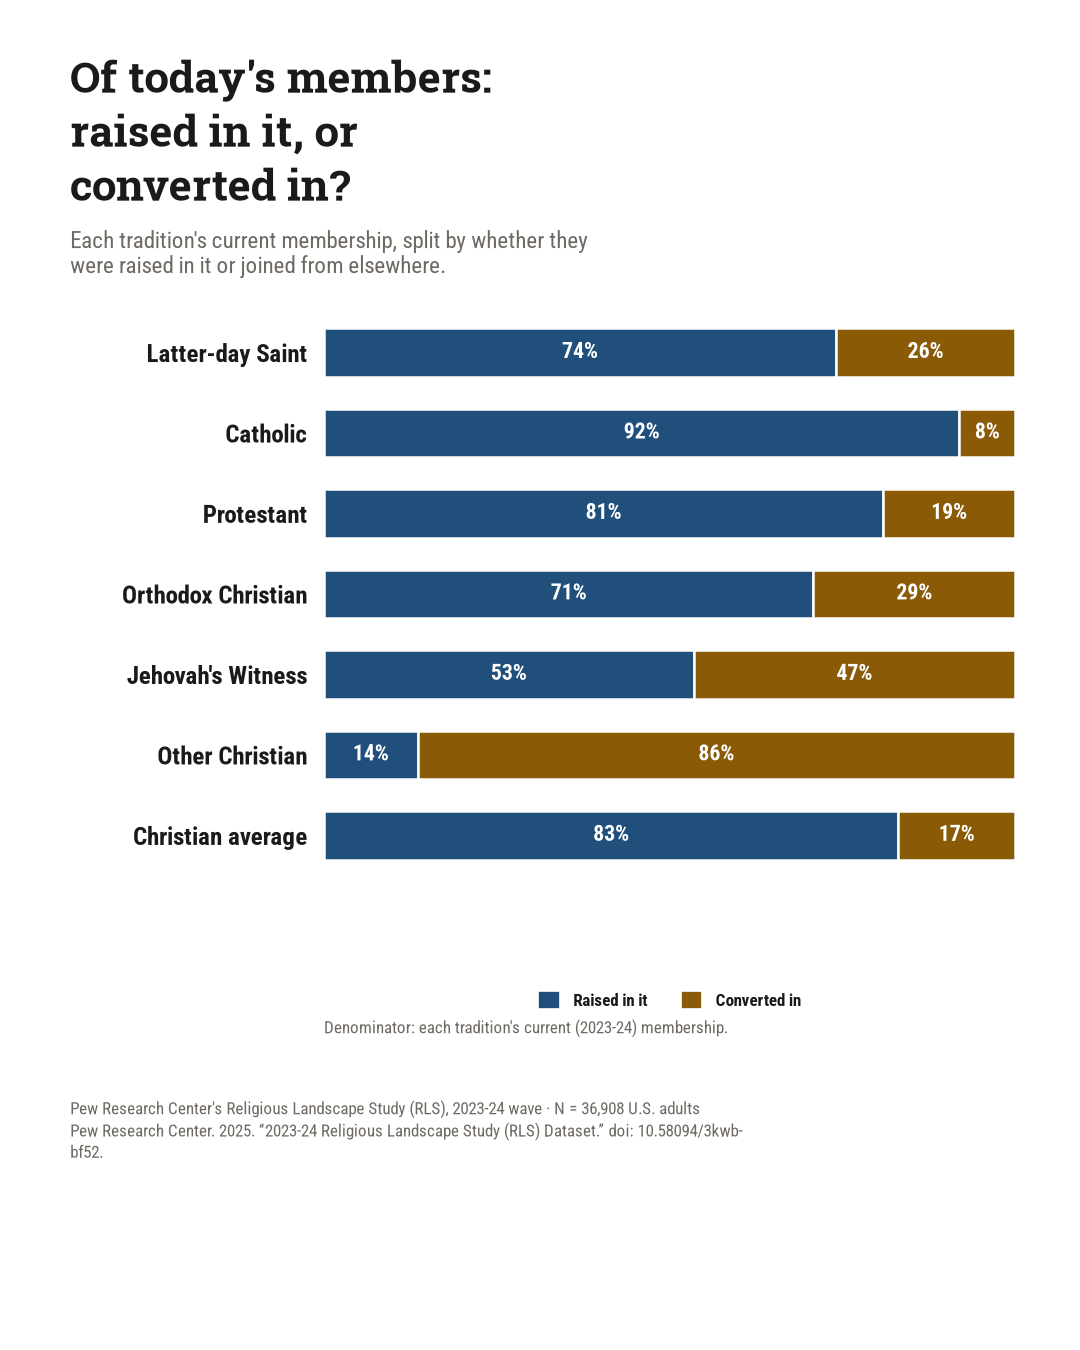 Of today's members:
raised in it, or
converted in?
Each tradition's current membership, split by whether they
were raised in it or joined from elsewhere.
Latter-day Saint 74% 26%
Catholic 92% 8%
Protestant 81% 19%
Orthodox Christian 71% 29%
Jehovah's Witness 53% 47%
Other Christian 14% 86%
Christian average 83% 17%
Raised in it Converted in
Denominator: each tradition's current (2023-24) membership.
Pew Research Center's Religious Landscape Study (RLS), 2023-24 wave · N = 36,908 U.S. adults
Pew Research Center. 2025. “2023-24 Religious Landscape Study (RLS) Dataset.” doi: 10.58094/3kwb-
bf52.